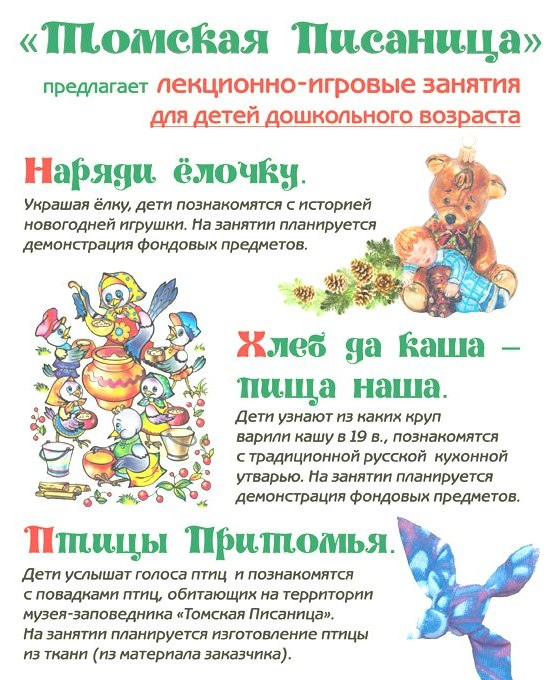 «Томская Писаница»
предлагает лекционно-игровые занятия
для детей дошкольного возраста
Наряди ёлочку.
Украшая ёлку, дети познакомятся с историей
новогодней игрушки. На занятии планируется
демонстрация фондовых предметов.
Хлеб да каша –
пища наша.
Дети узнают из каких круп
варили кашу в 19 в., познакомятся
с традиционной русской кухонной
утварью. На занятии планируется
демонстрация фондовых предметов.
Птицы Притомья.
Дети услышат голоса птиц и познакомятся
с повадками птиц, обитающих на территории
музея-заповедника «Томская Писаница».
На занятии планируется изготовление птицы
из ткани (из материала заказчика).